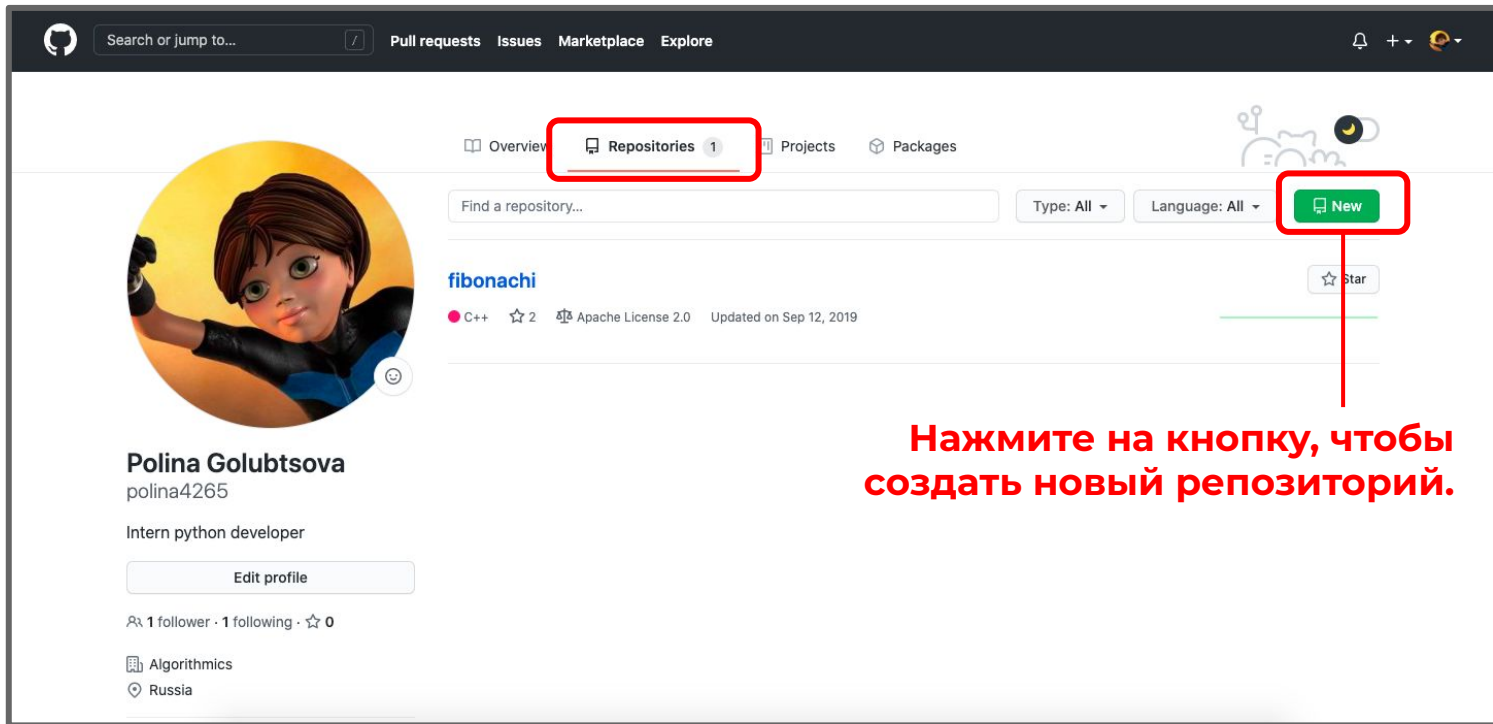 Search or jump to... /
Pull requests Issues Marketplace Explore
Overview Repositories 1 Projects Packages
Find a repository... Type: All Language: All New
fibonachi
Star
C++ 2 Apache License 2.0 Updated on Sep 12, 2019
Нажмите на кнопку, чтобы
создать новый репозиторий.
Polina Golubtsova
polina4265
Intern python developer
Edit profile
1 follower · 1 following · 0
Algorithmics
Russia